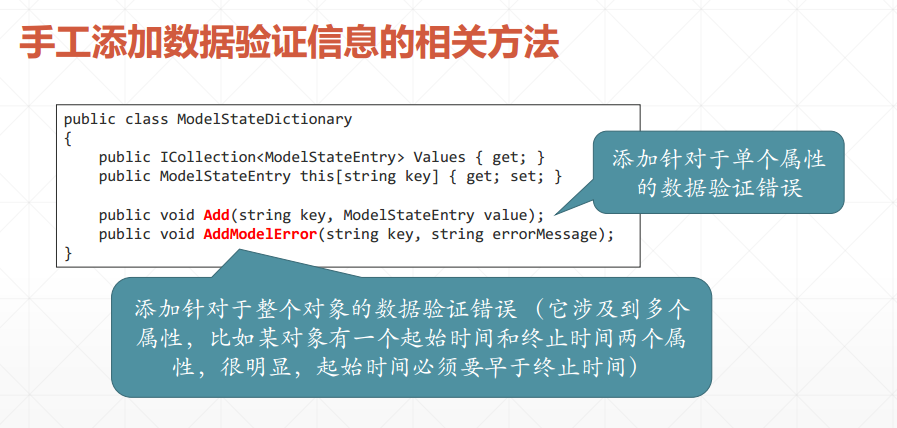 手工添加数据验证信息的相关方法
public class ModelStateDictionary
{
public ICollection<ModelStateEntry> Values { get; }
public ModelStateEntry this[string key] { get; set; }
public void Add(string key, ModelStateEntry value);
public void AddModelError(string key, string errorMessage);
}
添加针对于单个属性
的数据验证错误
添加针对于整个对象的数据验证错误（它涉及到多个
属性，比如某对象有一个起始时间和终止时间两个属
性，很明显，起始时间必须要早于终止时间）